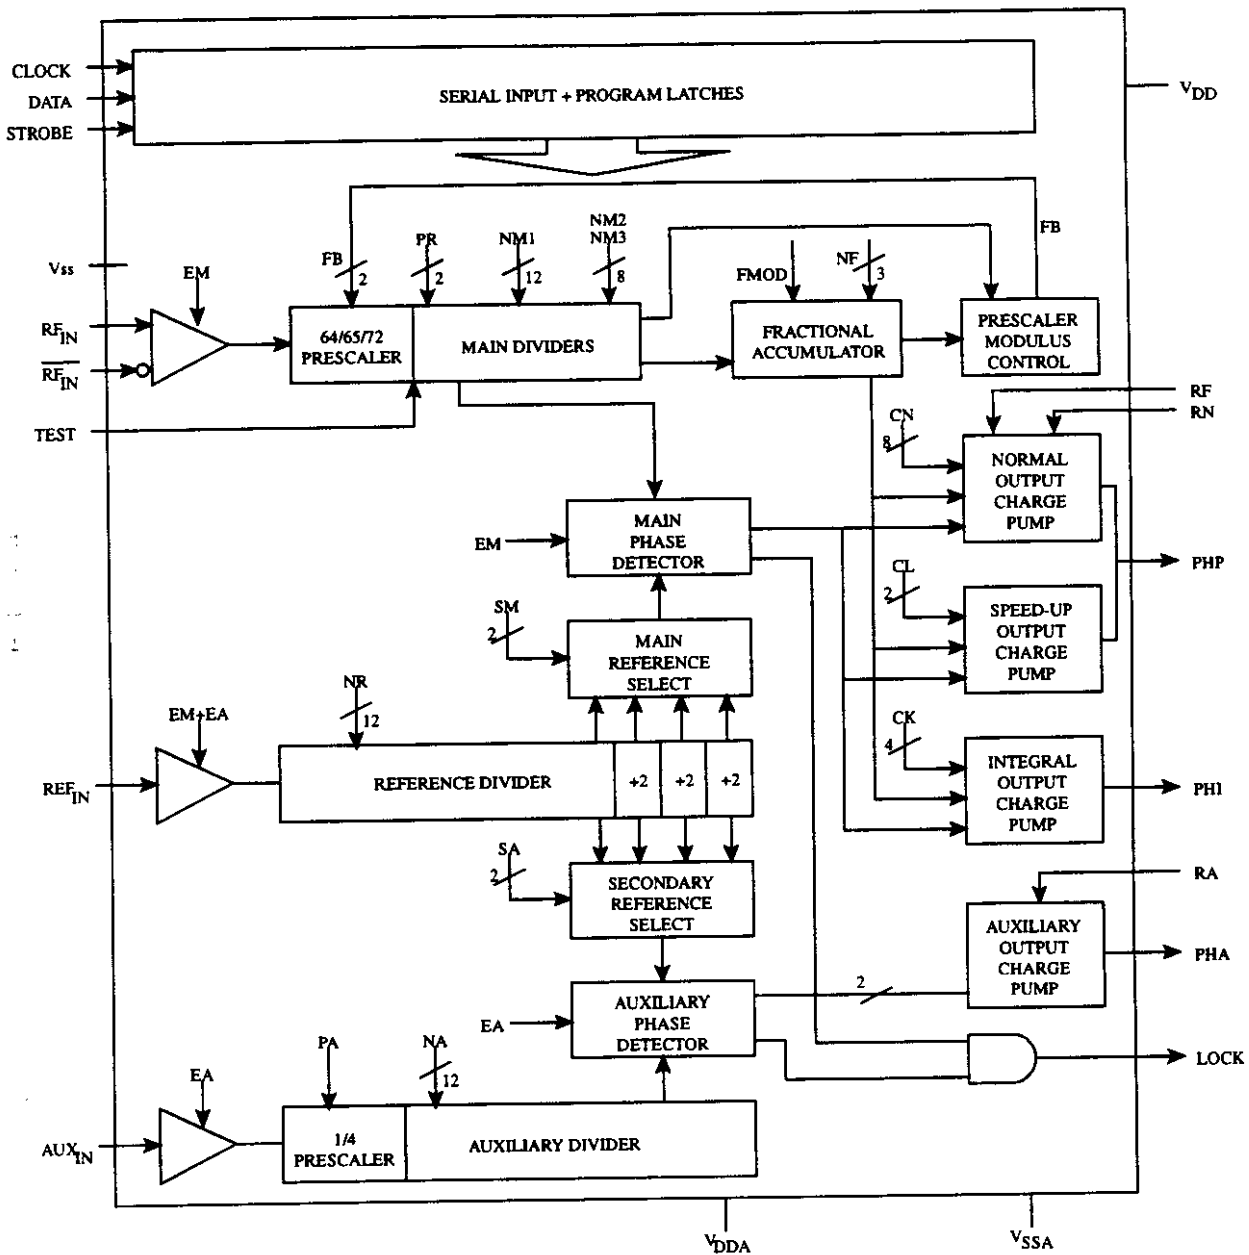 CLOCK
DATA
STROBE
SERIAL INPUT + PROGRAM LATCHES
VDD
Vss
EM
FB
2
PR
2
NM1
12
NM2
NM3
8
FMOD
NF
3
FB
RFIN
RFIN
64/65/72
PRESCALER
MAIN DIVIDERS
FRACTIONAL
ACCUMULATOR
PRESCALER
MODULUS
CONTROL
TEST
RF
RN
CN
8
NORMAL
OUTPUT
CHARGE
PUMP
EM
MAIN
PHASE
DETECTOR
PHP
CL
2
SPEED-UP
OUTPUT
CHARGE
PUMP
SM
2
MAIN
REFERENCE
SELECT
EM+EA
NR
12
CK
4
INTEGRAL
OUTPUT
CHARGE
PUMP
REFIN
REFERENCE DIVIDER
+2
+2
+2
PHI
SA
2
SECONDARY
REFERENCE
SELECT
RA
AUXILIARY
OUTPUT
CHARGE
PUMP
PHA
EA
AUXILIARY
PHASE
DETECTOR
2
LOCK
EA
PA
NA
12
AUXIN
1/4
PRESCALER
AUXILIARY DIVIDER
VDDA
VSSA